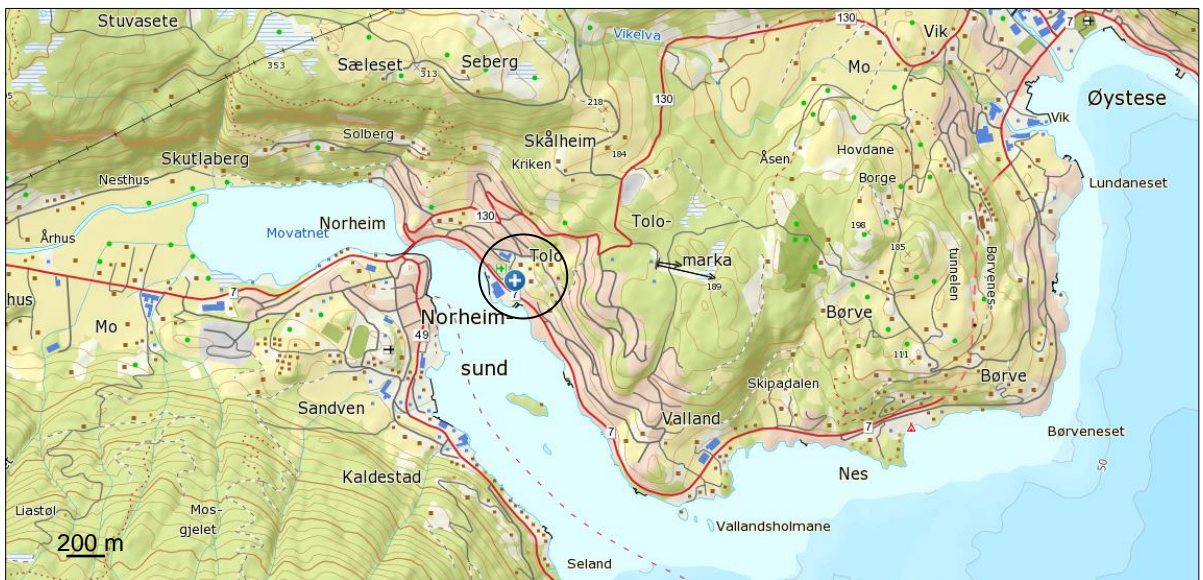 Stuvasete
130
Vik
7
Vikelva
353
Sæleset
313
Seberg
Mo
Øystese
130
218
Skålheim
Vik
Solberg
184
Skutlaberg
Kriken
Åsen
Hovdane
Nesthus
Borge
Lundaneset
Norheim
130
Tolo-
marka
198
185
Århus
Movatnet
Tolo
Børvenes-
tunnelen
189
7
7
hus
Mo
Norheim-
sund
49
Børve
111
Skipadalen
Børve
Sandven
Valland
7
7
Børveneset
Kaldestad
Nes
50
Liastøl
Mos-
gjelet
Vallandsholmane
200 m
Seland